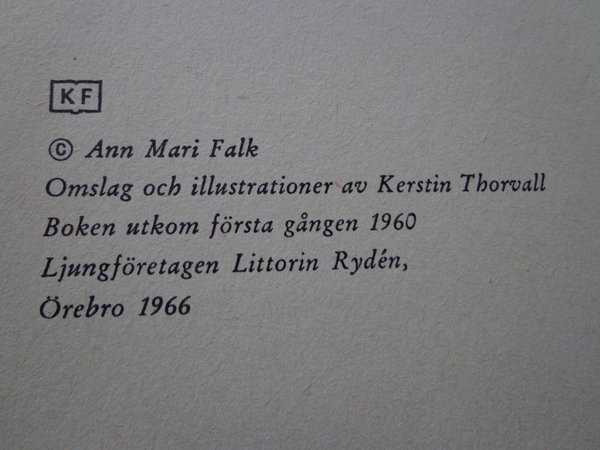 KF
© Ann Mari Falk
Omslag och illustrationer av Kerstin Thorvall
Boken utkom första gången 1960
Ljungföretagen Littorin Rydén,
Örebro 1966